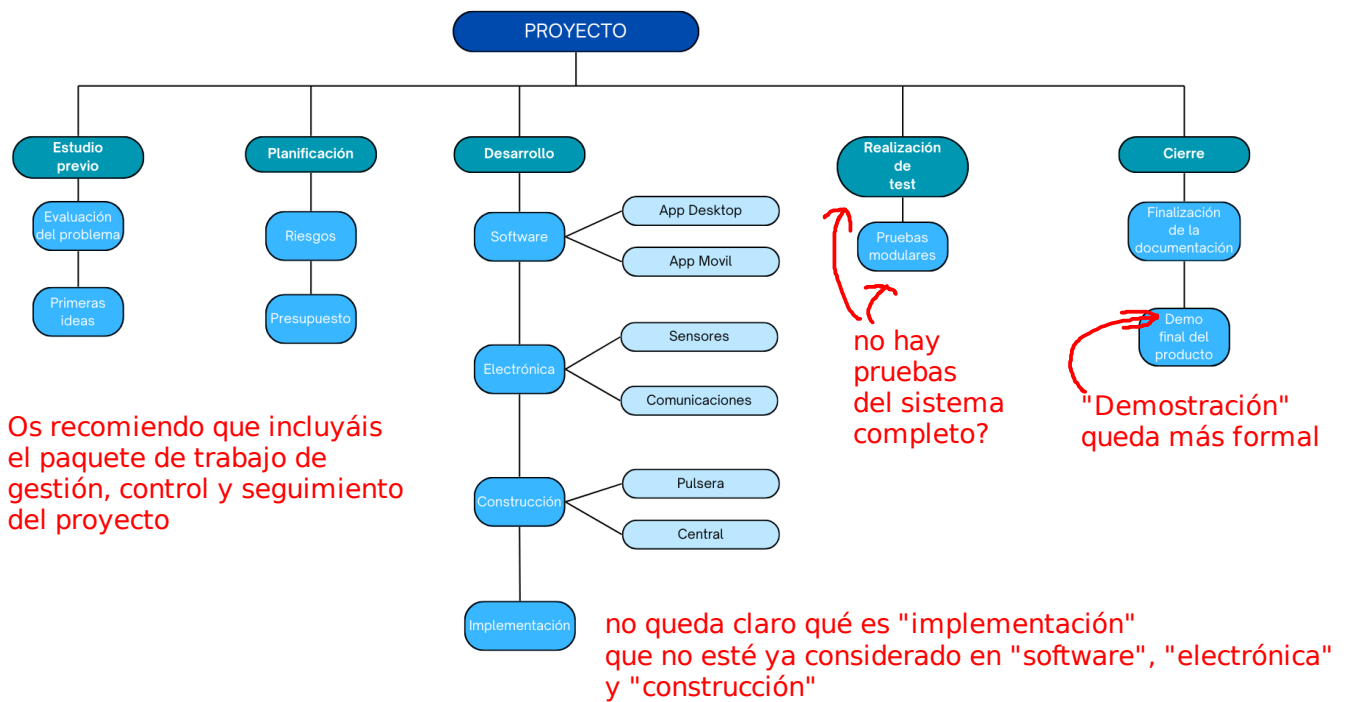 PROYECTO
Estudio
previo
Planificación
Desarrollo
Realización
de
test
Cierre
Evaluación
del problema
Primeras
ideas
Riesgos
Presupuesto
Software
App Desktop
App Movil
Electrónica
Sensores
Comunicaciones
Construcción
Pulsera
Central
Implementación
Pruebas
modulares
Finalización
de la
documentación
Demo
final del
producto
no hay
pruebas
del sistema
completo?
"Demostración"
queda más formal
Os recomiendo que incluyáis
el paquete de trabajo de
gestión, control y seguimiento
del proyecto
no queda claro qué es "implementación"
que no esté ya considerado en "software", "electrónica"
y "construcción"